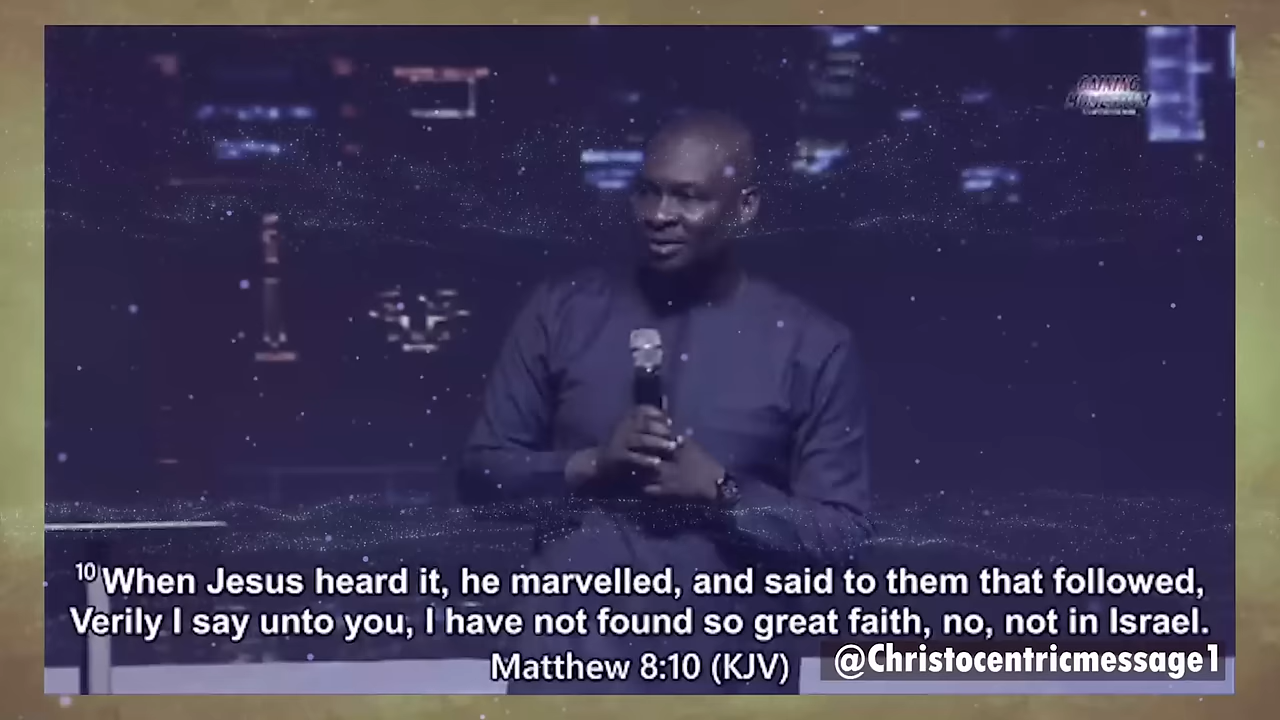 10 When Jesus heard it, he marvelled, and said to them that followed,
Verily I say unto you, I have not found so great faith, no, not in Israel.
Matthew 8:10 (KJV)
@Christocentricmessage1